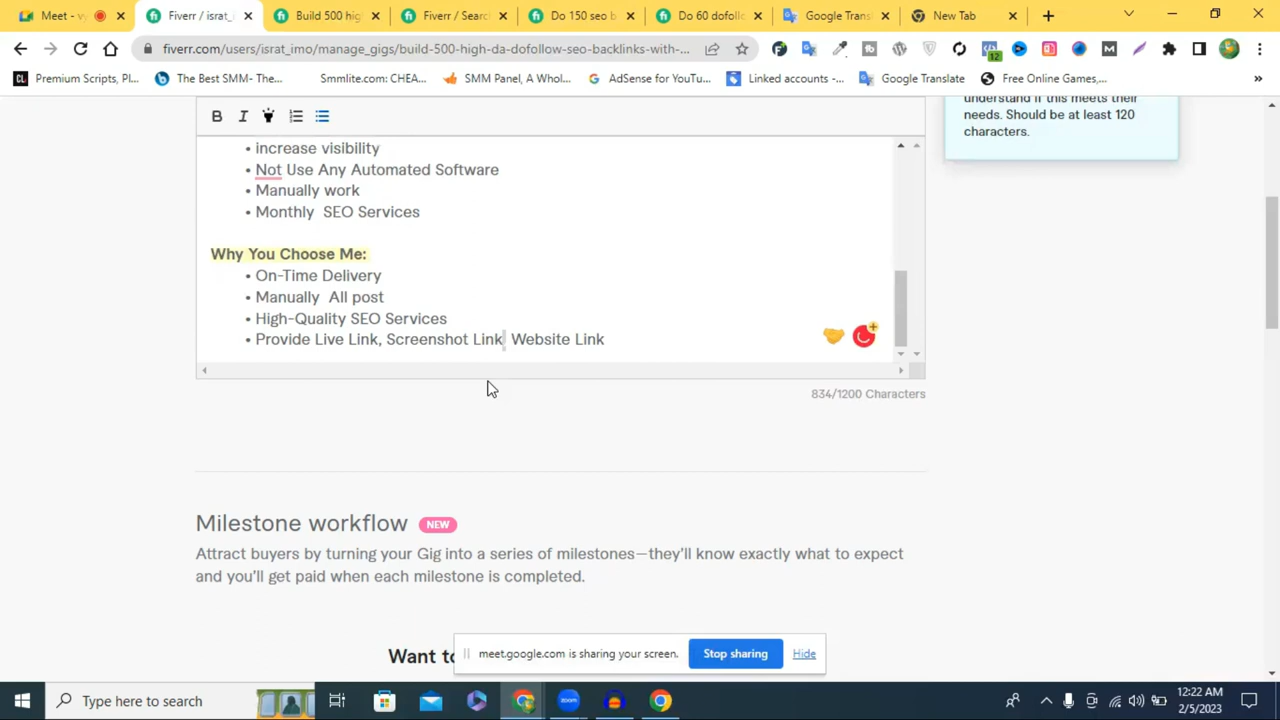 Meet - vy
Fiverr / israt_i
Build 500 hig
Fiverr / Searc
Do 150 seo b
Do 60 dofoll
Google Trans
New Tab
fiverr.com/users/israt_imo/manage_gigs/build-500-high-da-dofollow-seo-backlinks-with-...
12
Premium Scripts, Pl...
The Best SMM- The...
Smmlite.com: CHEA...
SMM Panel, A Whol...
AdSense for YouTu...
Linked accounts -...
Google Translate
Free Online Games,...
»
understand if this meets their
needs. Should be at least 120
characters.
B I
• increase visibility
• Not Use Any Automated Software
• Manually work
• Monthly  SEO Services
Why You Choose Me:
• On-Time Delivery
• Manually  All post
• High-Quality SEO Services
• Provide Live Link, Screenshot Link  Website Link
834/1200 Characters
Milestone workflow NEW
Attract buyers by turning your Gig into a series of milestones—they'll know exactly what to expect
and you'll get paid when each milestone is completed.
Want to
meet.google.com is sharing your screen. Stop sharing Hide
Type here to search
zoom
12:22 AM
2/5/2023